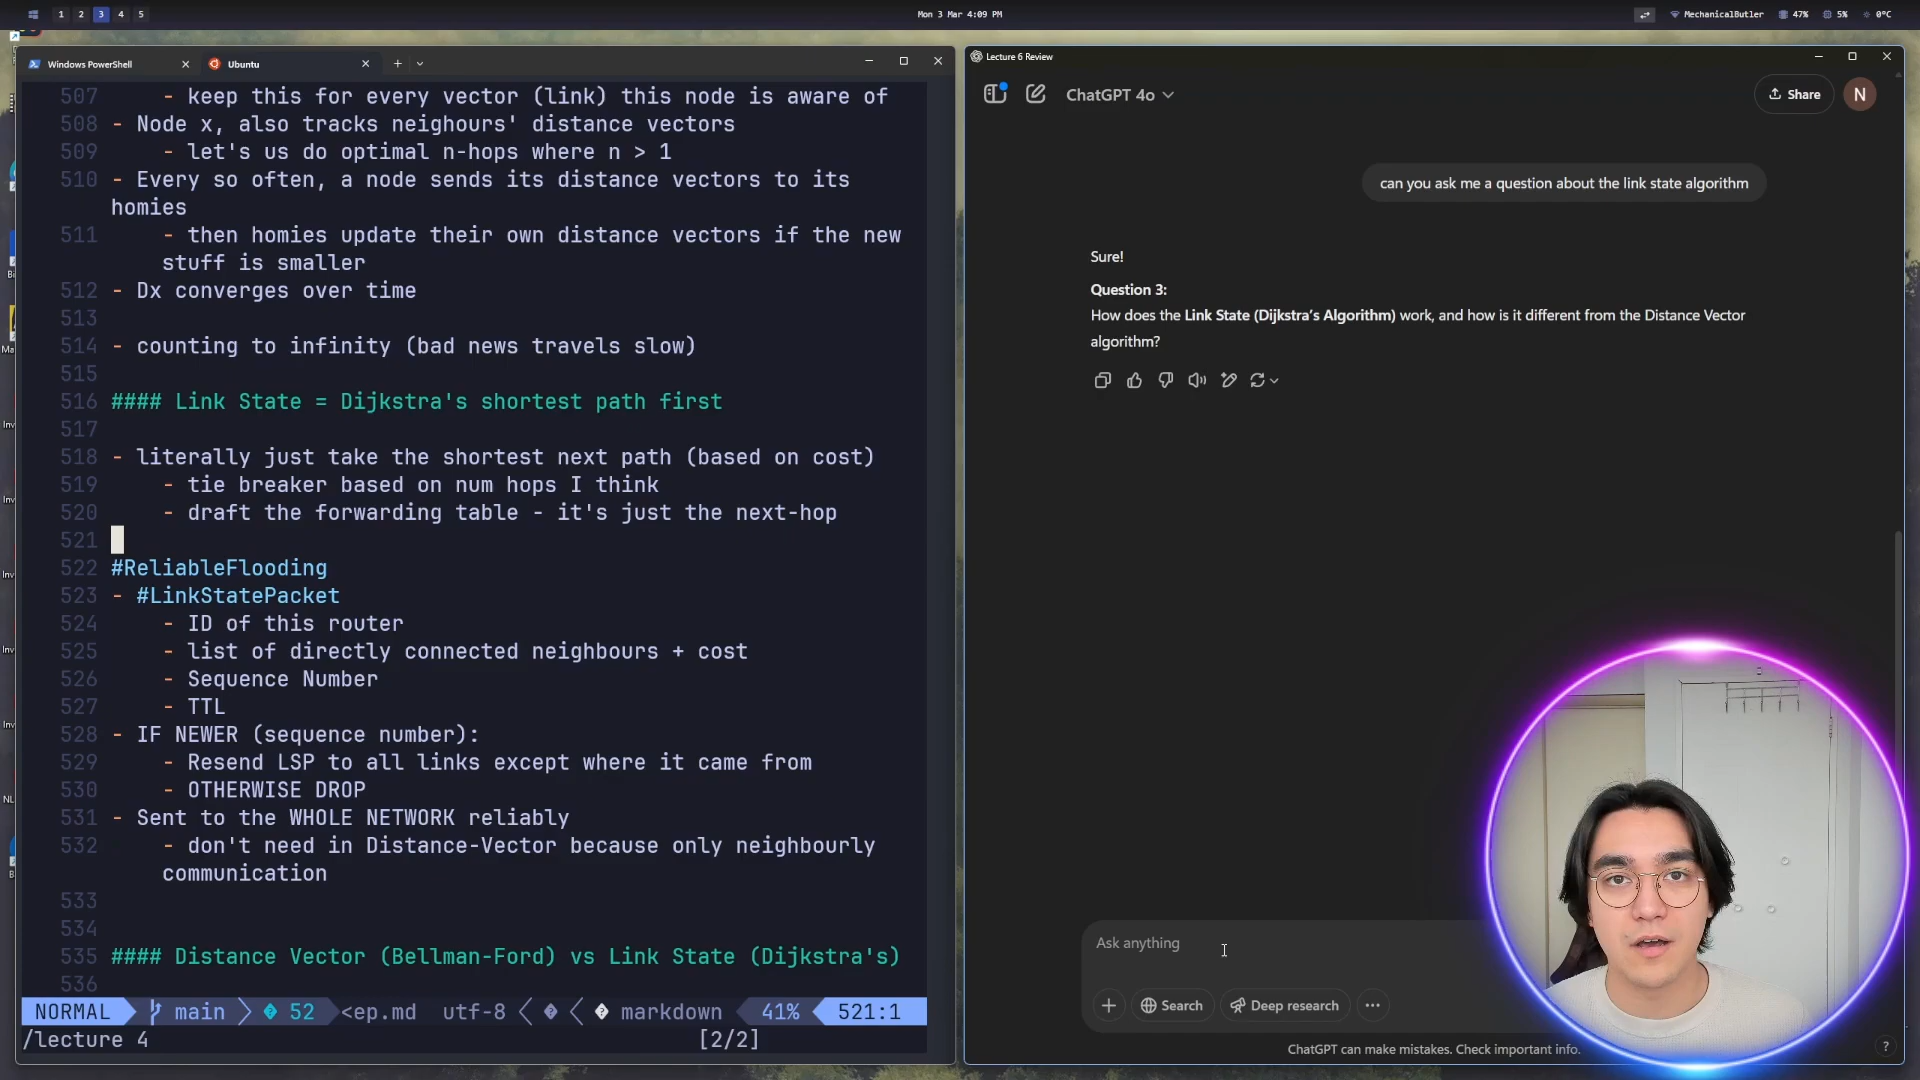 1 2 3 4 5
Mon 3 Mar 4:09 PM
MechanicalButler 47% 5% 0°C
Windows PowerShell
Ubuntu
507 - keep this for every vector (link) this node is aware of
508 - Node x, also tracks neighours' distance vectors
509 - let's us do optimal n-hops where n > 1
510 - Every so often, a node sends its distance vectors to its
homies
511 - then homies update their own distance vectors if the new
stuff is smaller
512 - Dx converges over time
513
514 - counting to infinity (bad news travels slow)
515
516 #### Link State = Dijkstra's shortest path first
517
518 - literally just take the shortest next path (based on cost)
519 - tie breaker based on num hops I think
520 - draft the forwarding table - it's just the next-hop
521
522 #ReliableFlooding
523 - #LinkStatePacket
524 - ID of this router
525 - list of directly connected neighbours + cost
526 - Sequence Number
527 - TTL
528 - IF NEWER (sequence number):
529 - Resend LSP to all links except where it came from
530 - OTHERWISE DROP
531 - Sent to the WHOLE NETWORK reliably
532 - don't need in Distance-Vector because only neighbourly
communication
533
534
535 #### Distance Vector (Bellman-Ford) vs Link State (Dijkstra's)
536
NORMAL main 52 <ep.md utf-8 markdown 41% 521:1
/lecture 4 [2/2]
Lecture 6 Review
ChatGPT 4o
Share
N
can you ask me a question about the link state algorithm
Sure!
Question 3:
How does the Link State (Dijkstra's Algorithm) work, and how is it different from the Distance Vector
algorithm?
Ask anything
Search
Deep research
ChatGPT can make mistakes. Check important info.
?